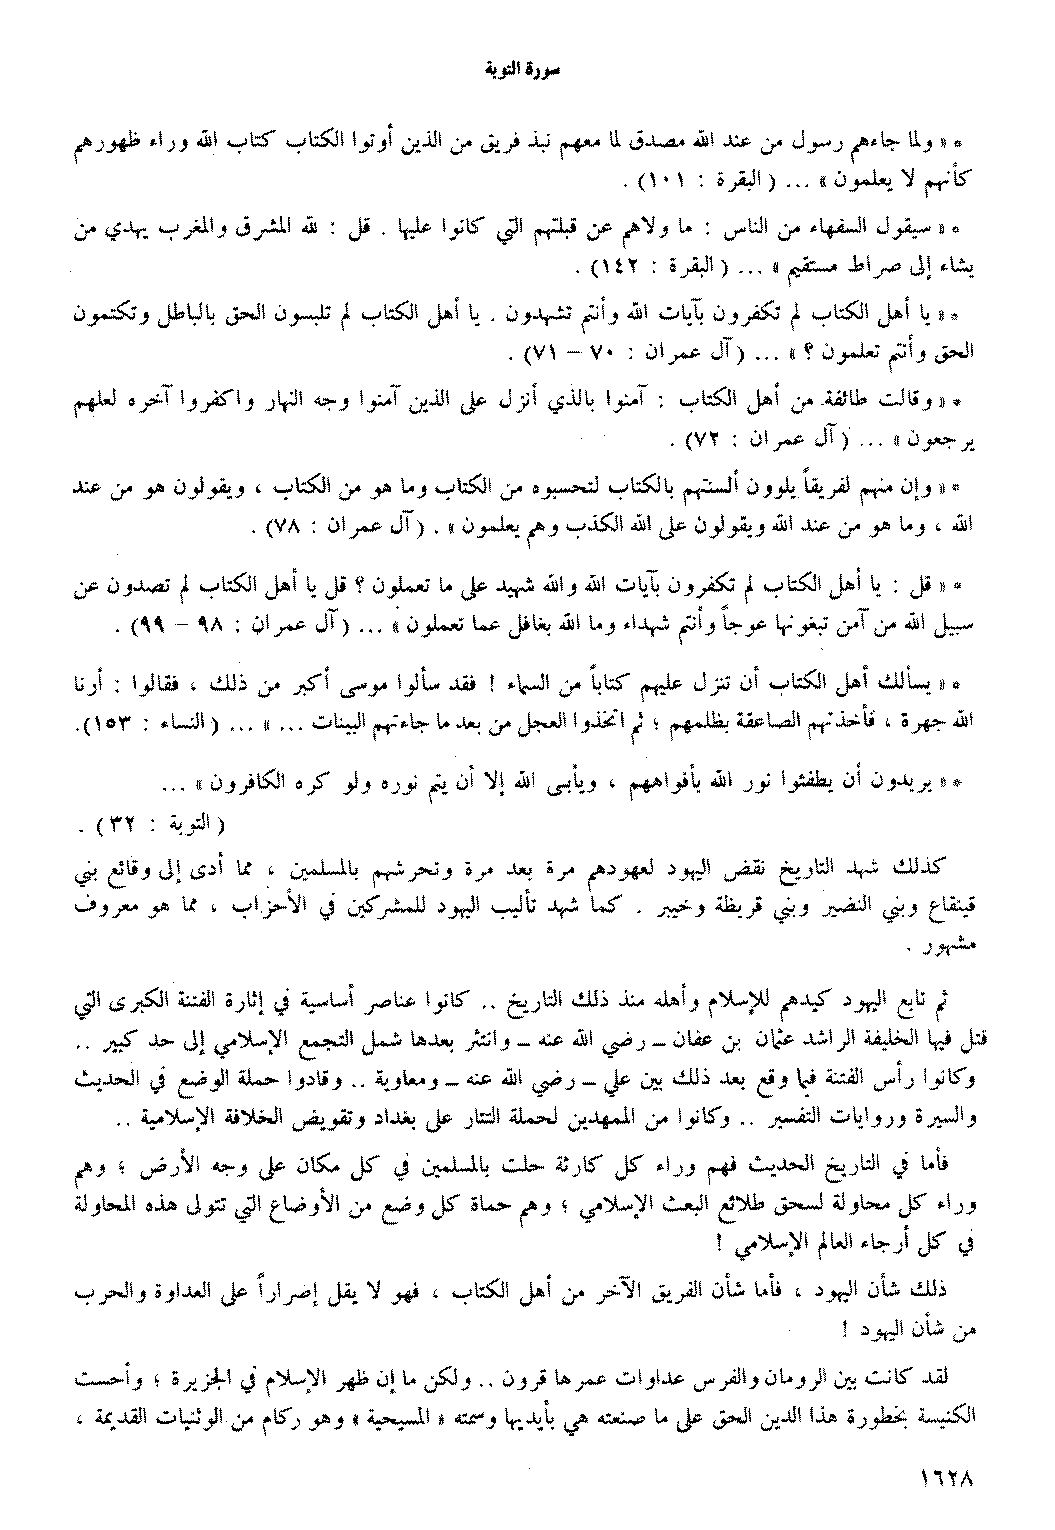 سورة التوبة
* « ولما جاءهم رسول من عند الله مصدق لما معهم نبذ فريق من الذين أوتوا الكتاب كتاب الله وراء ظهورهم
كأنهم لا يعلمون » ... ( البقرة : ١٠١ ) .
* « سيقول السفهاء من الناس : ما ولاهم عن قبلتهم التي كانوا عليها . قل : لله المشرق والمغرب يهدي من
يشاء إلى صراط مستقيم » ... ( البقرة : ١٤٢ ) .
* « يا أهل الكتاب لم تكفرون بآيات الله وأنتم تشهدون . يا أهل الكتاب لم تلبسون الحق بالباطل وتكتمون
الحق وأنتم تعلمون ؟ » ... ( آل عمران : ٧٠ – ٧١ ) .
* « وقالت طائفة من أهل الكتاب : آمنوا بالذي أنزل على الذين آمنوا وجه النهار واكفروا آخره لعلهم
يرجعون » ... ( آل عمران : ٧٢ ) .
* « وإن منهم لفريقاً يلوون ألسنتهم بالكتاب لتحسبوه من الكتاب وما هو من الكتاب ، ويقولون هو من عند
الله ، وما هو من عند الله ويقولون على الله الكذب وهم يعلمون » . ( آل عمران : ٧٨ ) .
* « قل : يا أهل الكتاب لم تكفرون بآيات الله والله شهيد على ما تعملون ؟ قل يا أهل الكتاب لم تصدون عن
سبيل الله من آمن تبغونها عوجاً وأنتم شهداء وما الله بغافل عما تعملون » ... ( آل عمران : ٩٨ – ٩٩ ) .
* « يسألك أهل الكتاب أن تنزل عليهم كتاباً من السماء ! فقد سألوا موسى أكبر من ذلك ، فقالوا : أرنا
الله جهرة ، فأخذتهم الصاعقة بظلمهم ؛ ثم اتخذوا العجل من بعد ما جاءتهم البينات ... » ... ( النساء : ١٥٣ ) .
* « يريدون أن يطفئوا نور الله بأفواههم ، ويأبى الله إلا أن يتم نوره ولو كره الكافرون » ...
( التوبة : ٣٢ ) .
كذلك شهد التاريخ نقض اليهود لعهودهم مرة بعد مرة وتحرشهم بالمسلمين ، مما أدى إلى وقائع بني
قينقاع وبني النضير وبني قريظة وخيبر . كما شهد تأليب اليهود للمشركين في الأحزاب ، مما هو معروف
مشهور .
ثم تابع اليهود كيدهم للإسلام وأهله منذ ذلك التاريخ .. كانوا عناصر أساسية في إثارة الفتنة الكبرى التي
قتل فيها الخليفة الراشد عثمان بن عفان – رضي الله عنه – وانتثر بعدها شمل التجمع الإسلامي إلى حد كبير ..
وكانوا رأس الفتنة فيما وقع بعد ذلك بين علي – رضي الله عنه – ومعاوية .. وقادوا حملة الوضع في الحديث
والسيرة وروايات التفسير .. وكانوا من الممهدين لحملة التتار على بغداد وتقويض الخلافة الإسلامية ..
فأما في التاريخ الحديث فهم وراء كل كارثة حلت بالمسلمين في كل مكان على وجه الأرض ؛ وهم
وراء كل محاولة لسحق طلائع البعث الإسلامي ؛ وهم حماة كل وضع من الأوضاع التي تتولى هذه المحاولة
في كل أرجاء العالم الإسلامي !
ذلك شأن اليهود ، فأما شأن الفريق الآخر من أهل الكتاب ، فهو لا يقل إصراراً على العداوة والحرب
من شأن اليهود !
لقد كانت بين الرومان والفرس عداوات عمرها قرون .. ولكن ما إن ظهر الإسلام في الجزيرة ؛ وأحست
الكنيسة بخطورة هذا الدين الحق على ما صنعته هي بأيديها وسمته « المسيحية » وهو ركام من الوثنيات القديمة ،
١٦٢٨